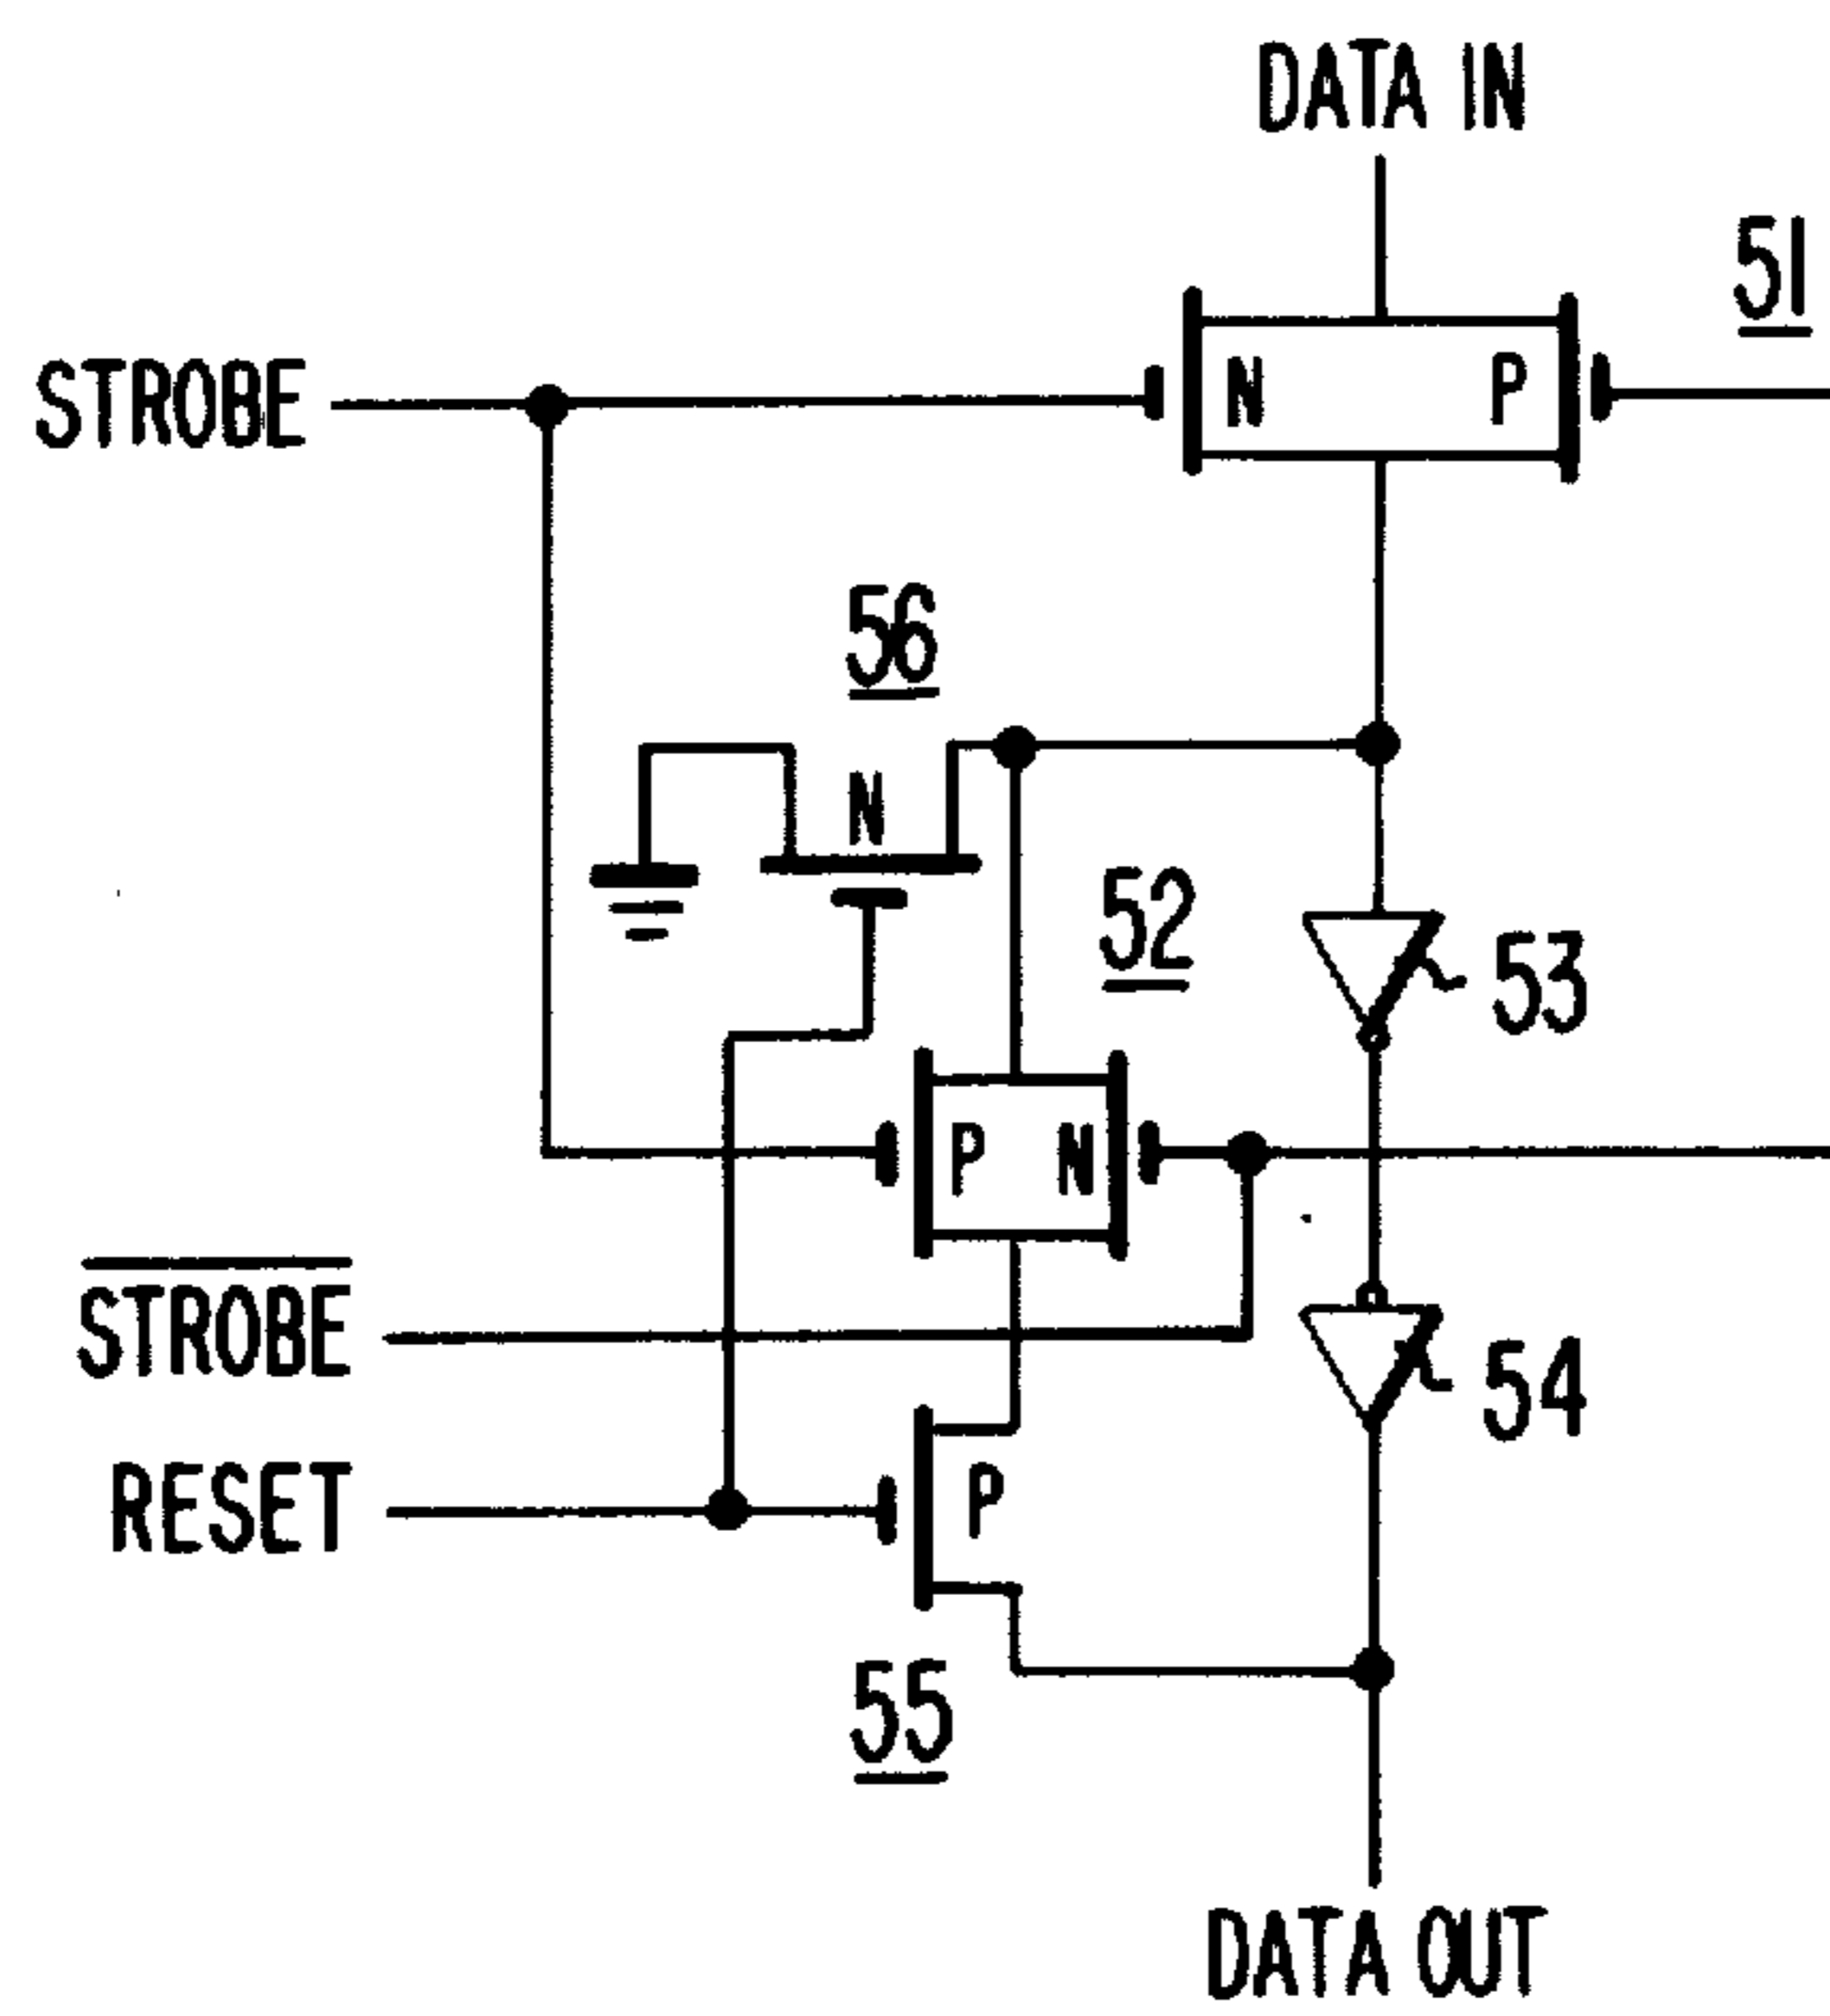 DATA IN
51
STROBE
N P
56
N
52
53
P N
STROBE
54
RESET
P
55
DATA OUT